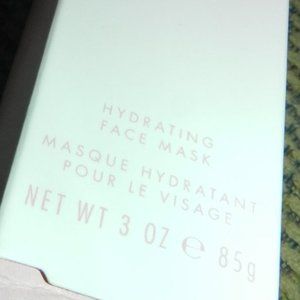 HYDRATING
FACE MASK
MASQUE HYDRATANT
POUR LE VISAGE
NET WT 3 OZ ℮ 85g